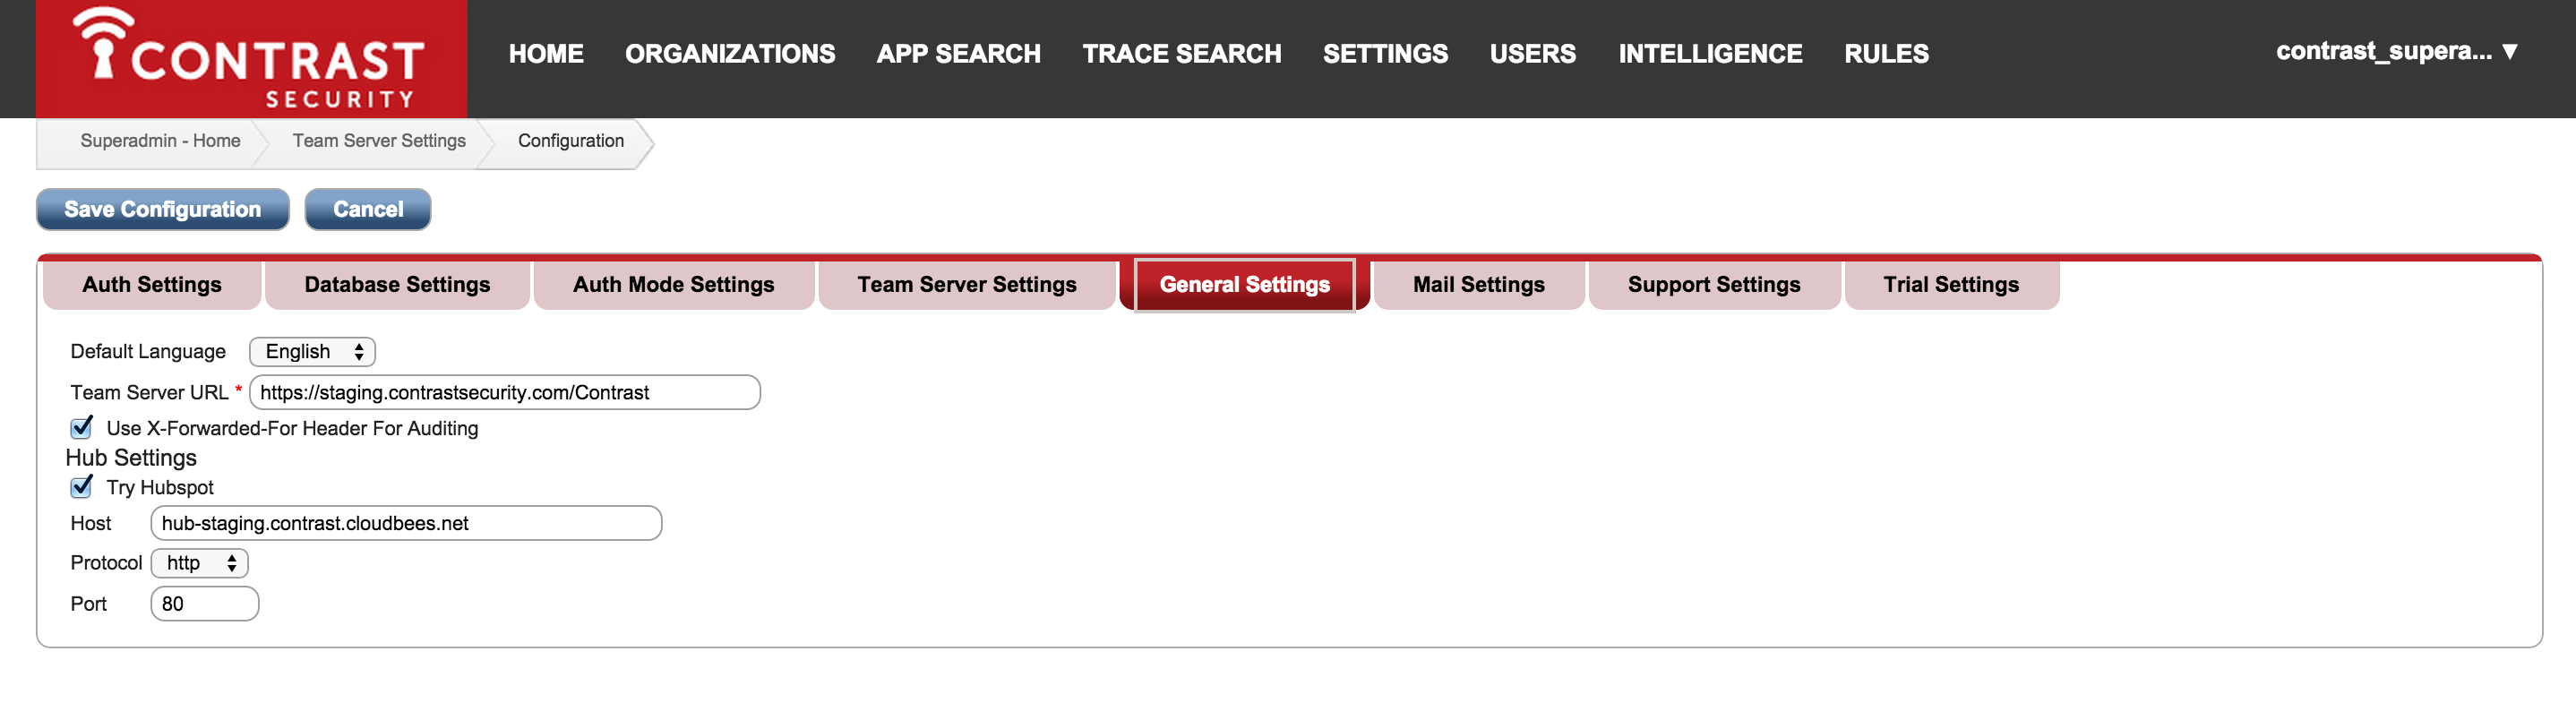 CONTRAST
SECURITY
HOME ORGANIZATIONS APP SEARCH TRACE SEARCH SETTINGS USERS INTELLIGENCE RULES contrast_supera... ▼
Superadmin - Home Team Server Settings Configuration
Save Configuration Cancel
Auth Settings Database Settings Auth Mode Settings Team Server Settings General Settings Mail Settings Support Settings Trial Settings
Default Language English
Team Server URL * https://staging.contrastsecurity.com/Contrast
Use X-Forwarded-For Header For Auditing
Hub Settings
Try Hubspot
Host hub-staging.contrast.cloudbees.net
Protocol http
Port 80